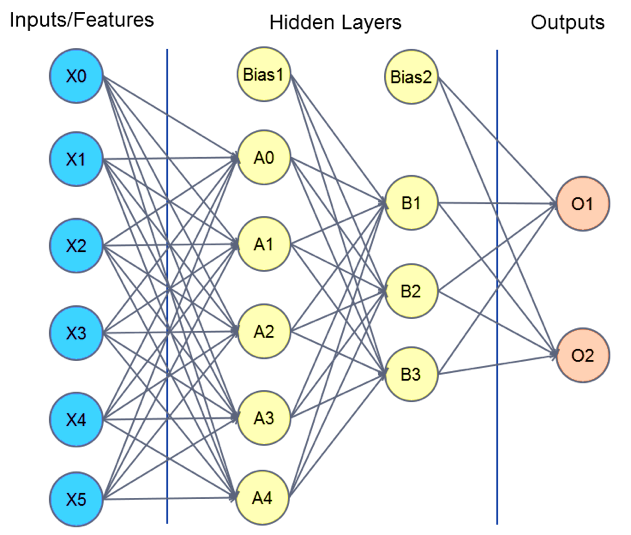 Inputs/Features
Hidden Layers
Outputs
X0
Bias1
Bias2
X1
A0
B1
O1
X2
A1
B2
X3
A2
O2
B3
X4
A3
X5
A4